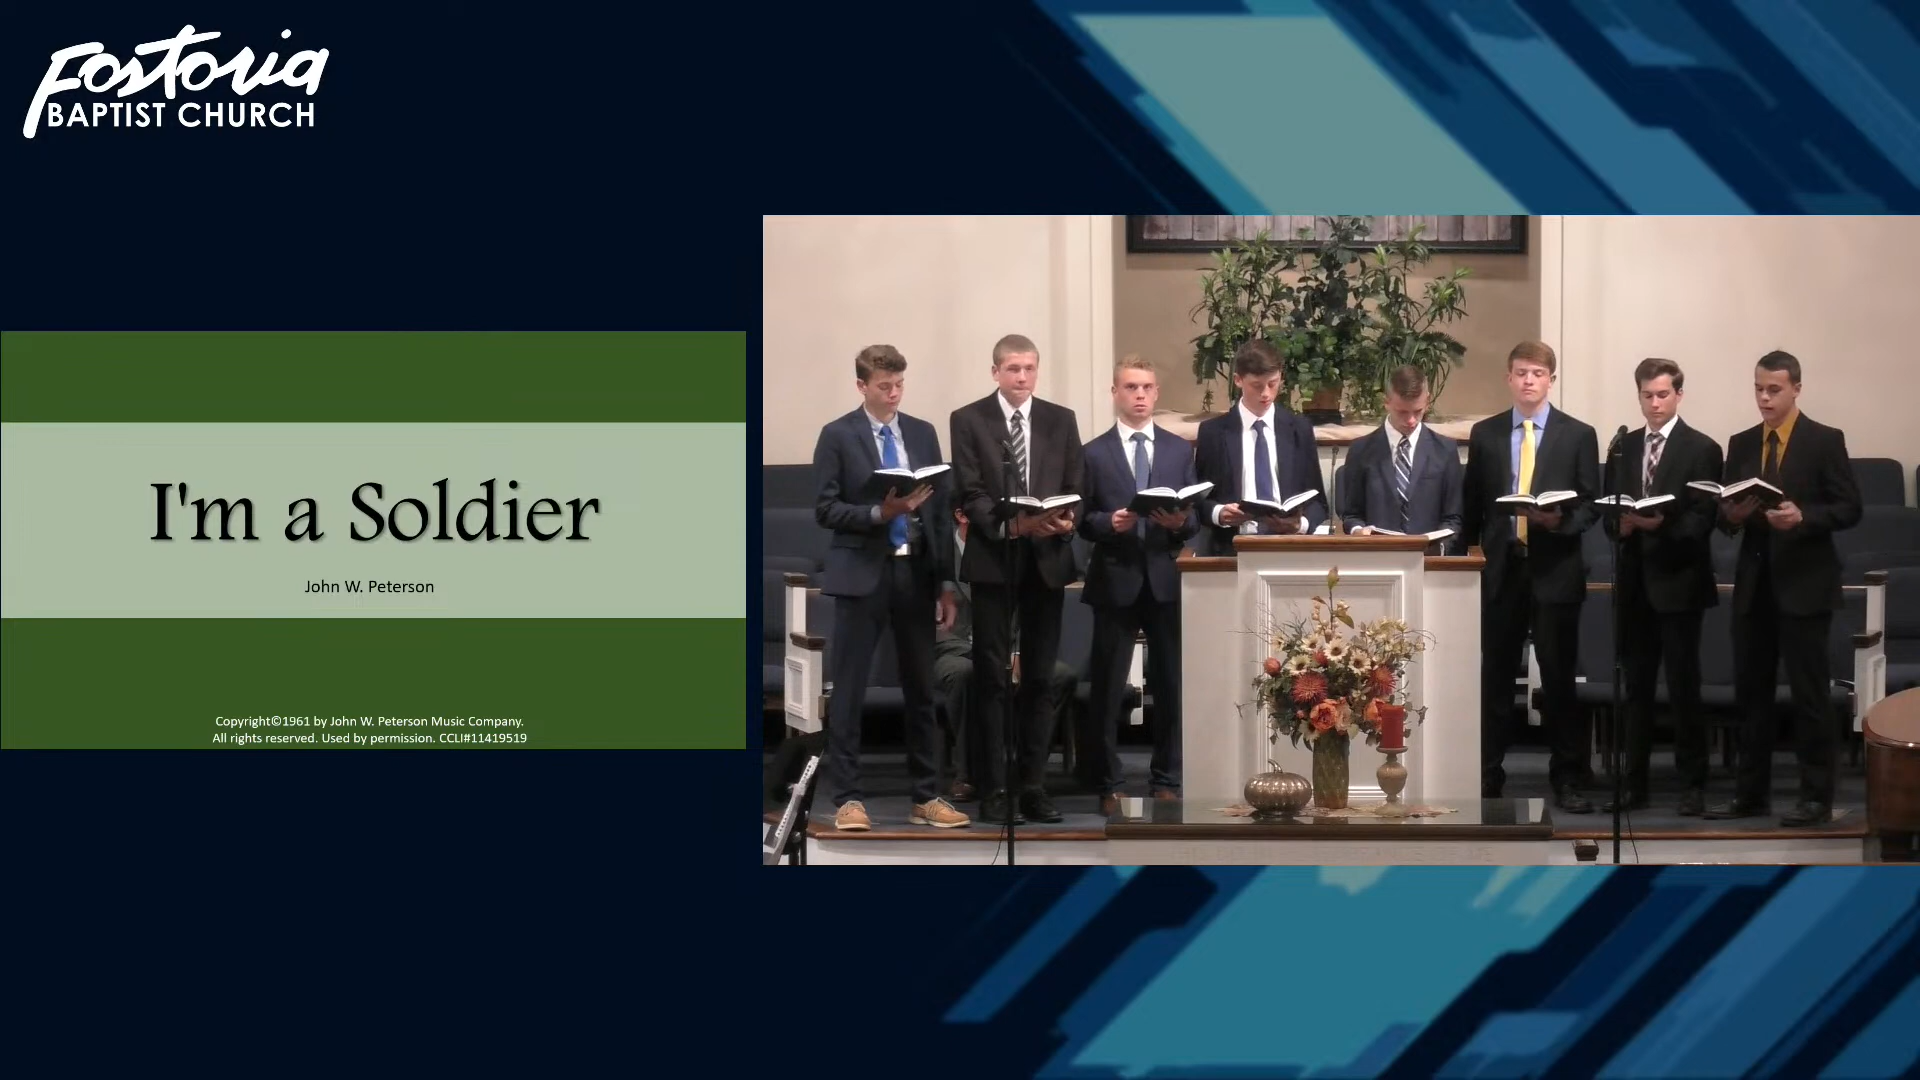 Fostoria
BAPTIST CHURCH
I'm a Soldier
John W. Peterson
Copyright©1961 by John W. Peterson Music Company.
All rights reserved. Used by permission. CCLI#11419519